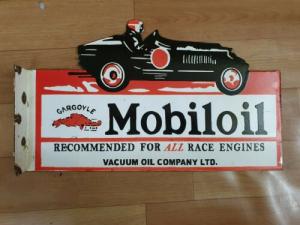 GARGOYLE
Mobiloil
RECOMMENDED FOR ALL RACE ENGINES
VACUUM OIL COMPANY LTD.